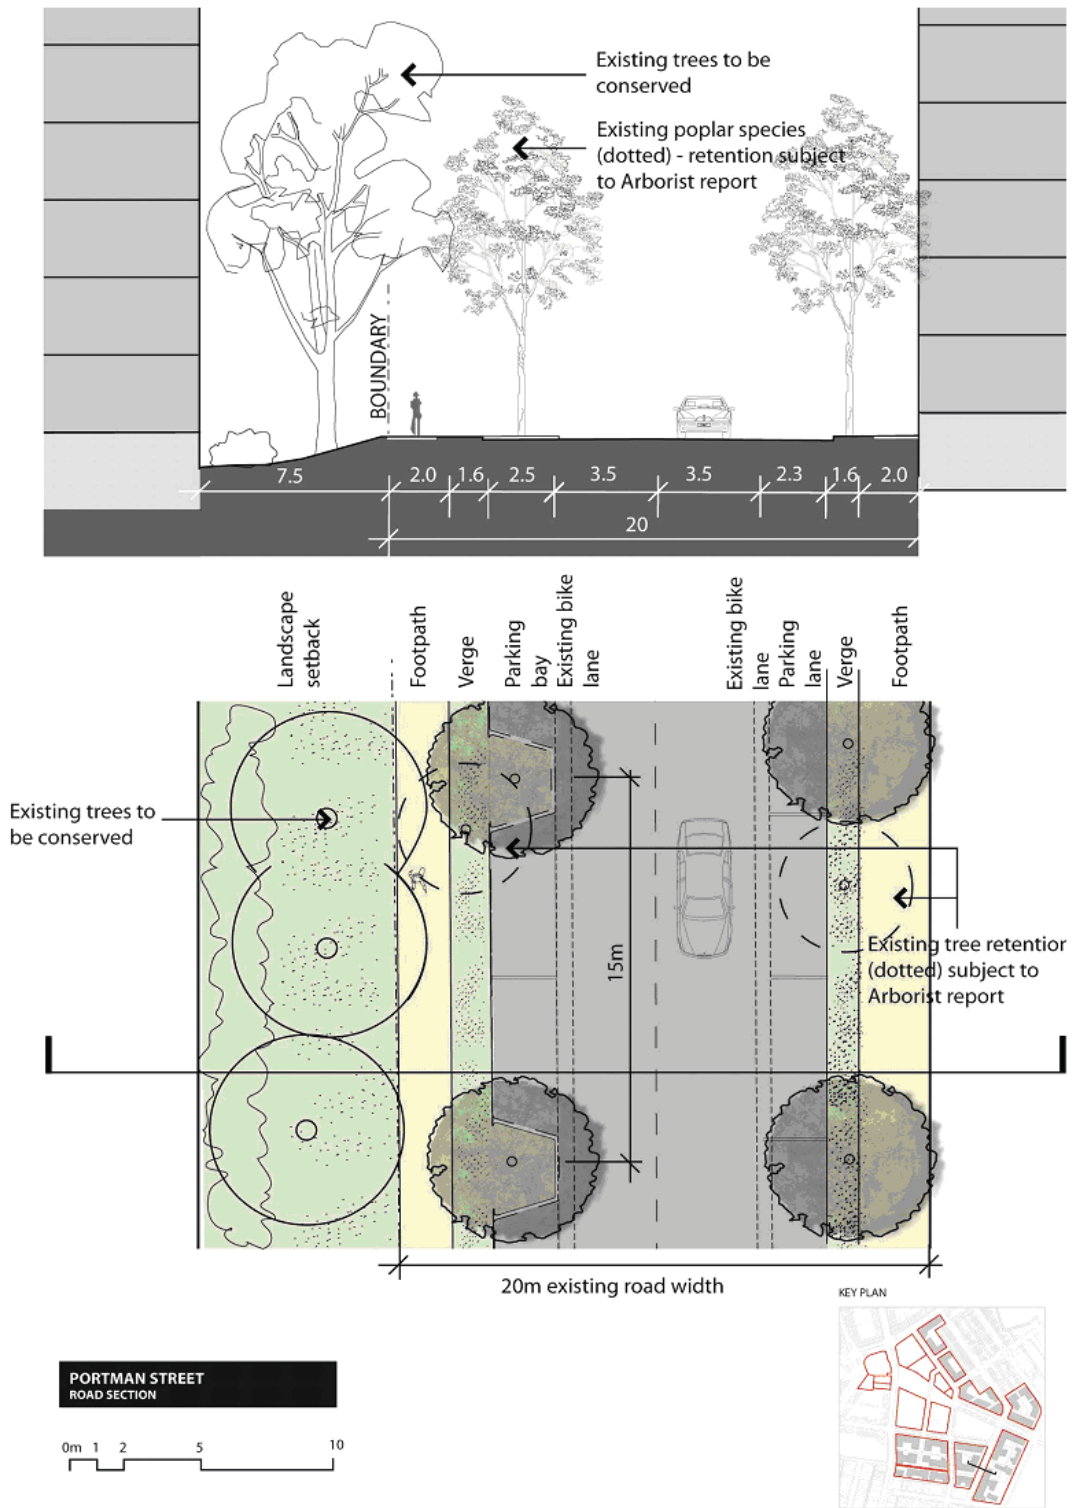 Existing trees to be
conserved
Existing poplar species
(dotted) - retention subject
to Arborist report
BOUNDARY
7.5
2.0
1.6
2.5
3.5
3.5
2.3
1.6
2.0
20
Landscape
setback
Footpath
Verge
Parking
bay
Existing bike
lane
Existing bike
lane
Parking
lane
Verge
Footpath
Existing trees to
be conserved
15m
Existing tree retention
(dotted) subject to
Arborist report
20m existing road width
KEY PLAN
PORTMAN STREET
ROAD SECTION
0m 1 2 5 10